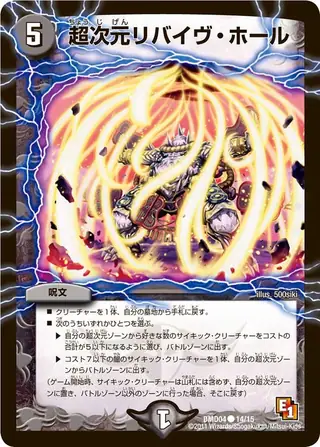 5
ちょう じ げん
超次元リバイヴ・ホール
illus. 500siki
呪文
■ クリーチャーを1体、自分の墓地から手札に戻す。
■ 次のうちいずれかひとつを選ぶ。
▶ 自分の超次元ゾーンから好きな数のサイキック・クリーチャーをコストの
合計が5以下になるように選び、バトルゾーンに出す。
▶ コスト7以下の闇のサイキック・クリーチャーを1体、自分の超次元ゾーン
からバトルゾーンに出す。
(ゲーム開始時、サイキック・クリーチャーは山札には含めず、自分の超次元ゾーンに
置き、バトルゾーン以外のゾーンに行った場合、そこに戻す)
E1
DMD04 14/15
©2011 Wizards/Shogakukan/Mitsui-Kids